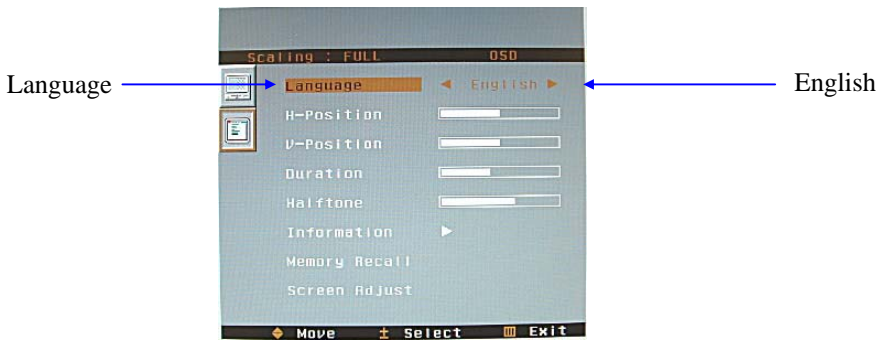 Scaling : FULL OSD
Language Language English English
H-Position
V-Position
Duration
Halftone
Information
Memory Recall
Screen Adjust
Move ± Select Exit